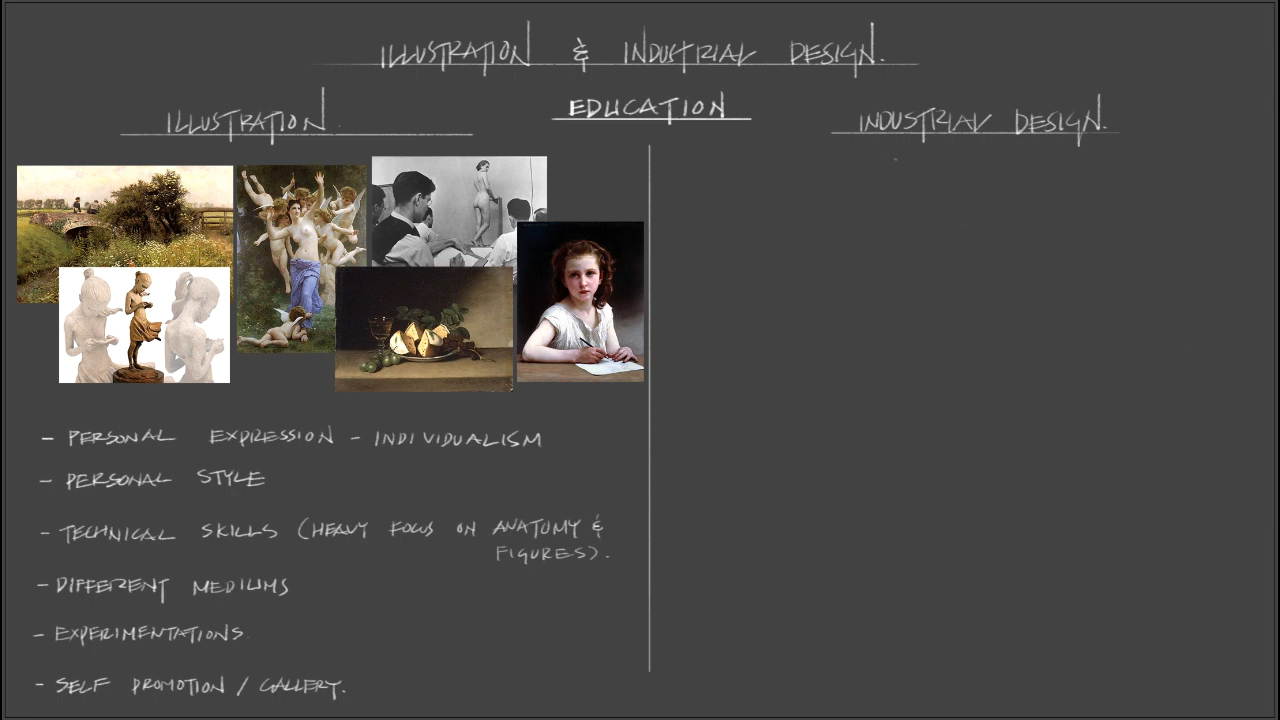 ILLUSTRATION & INDUSTRIAL DESIGN.
EDUCATION
ILLUSTRATION.
INDUSTRIAL DESIGN.
- PERSONAL EXPRESSION - INDIVIDUALISM
- PERSONAL STYLE
- TECHNICAL SKILLS (HEAVY FOCUS ON ANATOMY &
FIGURES).
- DIFFERENT MEDIUMS
- EXPERIMENTATIONS
- SELF PROMOTION / GALLERY.